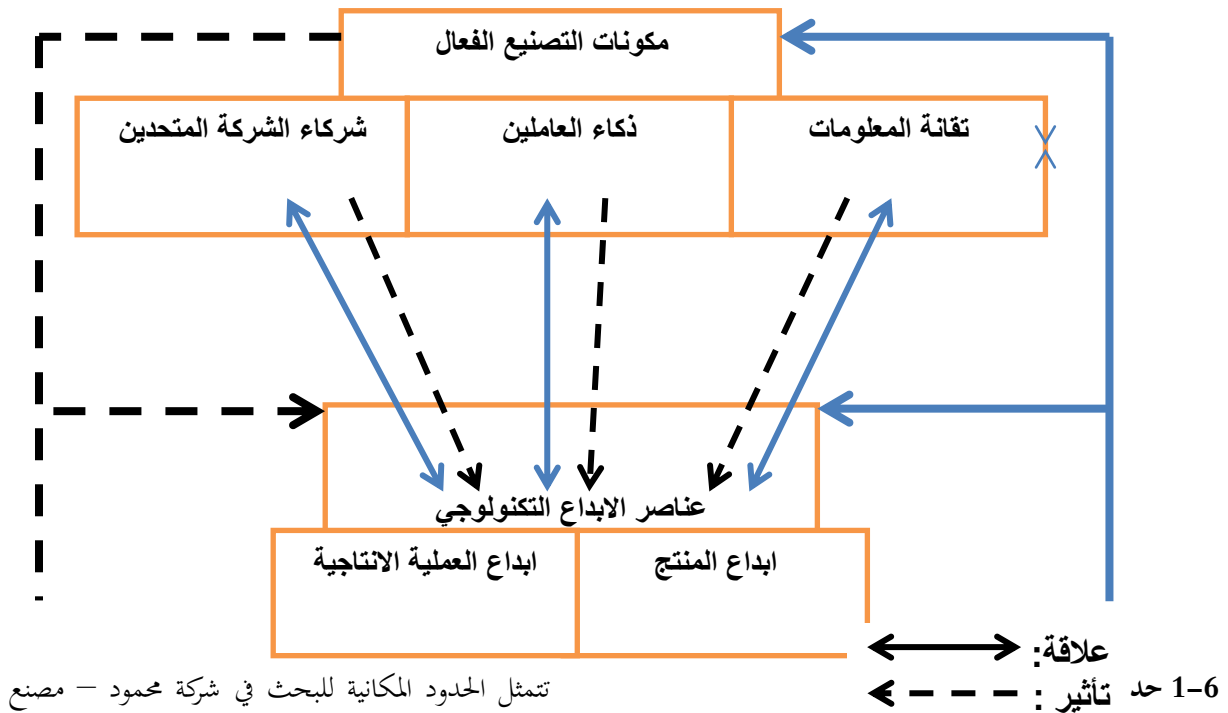 مكونات التصنيع الفعال
تقانة المعلومات
ذكاء العاملين
شركاء الشركة المتحدين
عناصر الابداع التكنولوجي
ابداع المنتج
ابداع العملية الانتاجية
علاقة:
تأثير :
1–6 حد
تتمثل الحدود المكانية للبحث في شركة محمود – مصنع